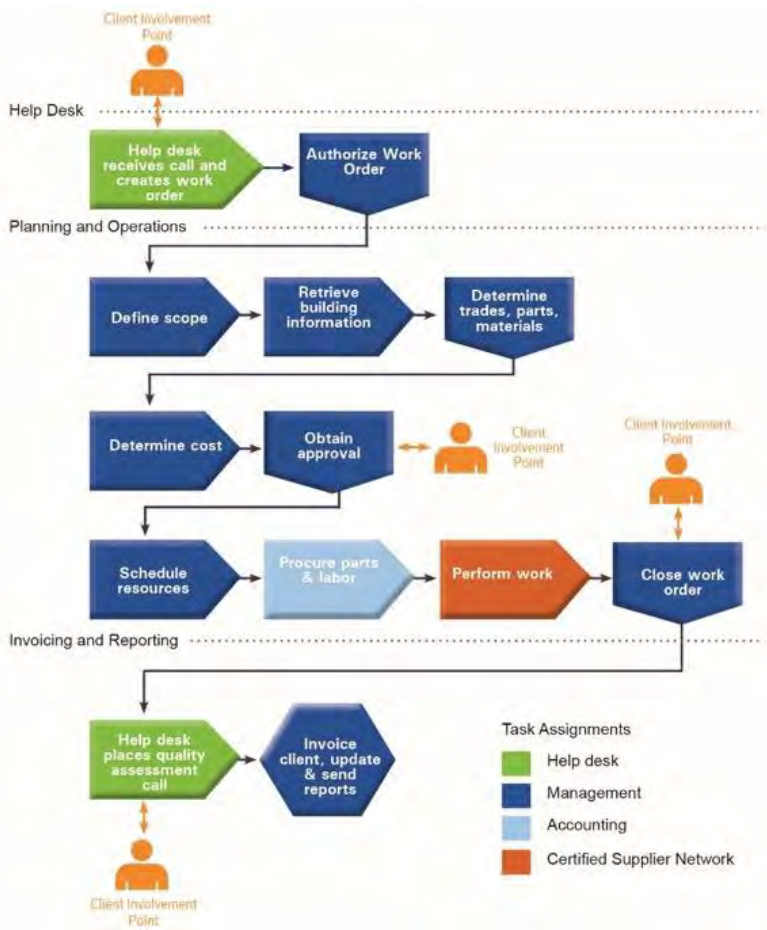 Client Involvement
Point
Help Desk
Help desk
receives call and
creates work
order
Authorize Work
Order
Planning and Operations
Define scope
Retrieve
building
information
Determine
trades, parts,
materials
Determine cost
Obtain
approval
Client
Involvement
Point
Client Involvement
Point
Schedule
resources
Procure parts
& labor
Perform work
Close work
order
Invoicing and Reporting
Help desk
places quality
assessment
call
Invoice
client, update
& send
reports
Client Involvement
Point
Task Assignments
Help desk
Management
Accounting
Certified Supplier Network